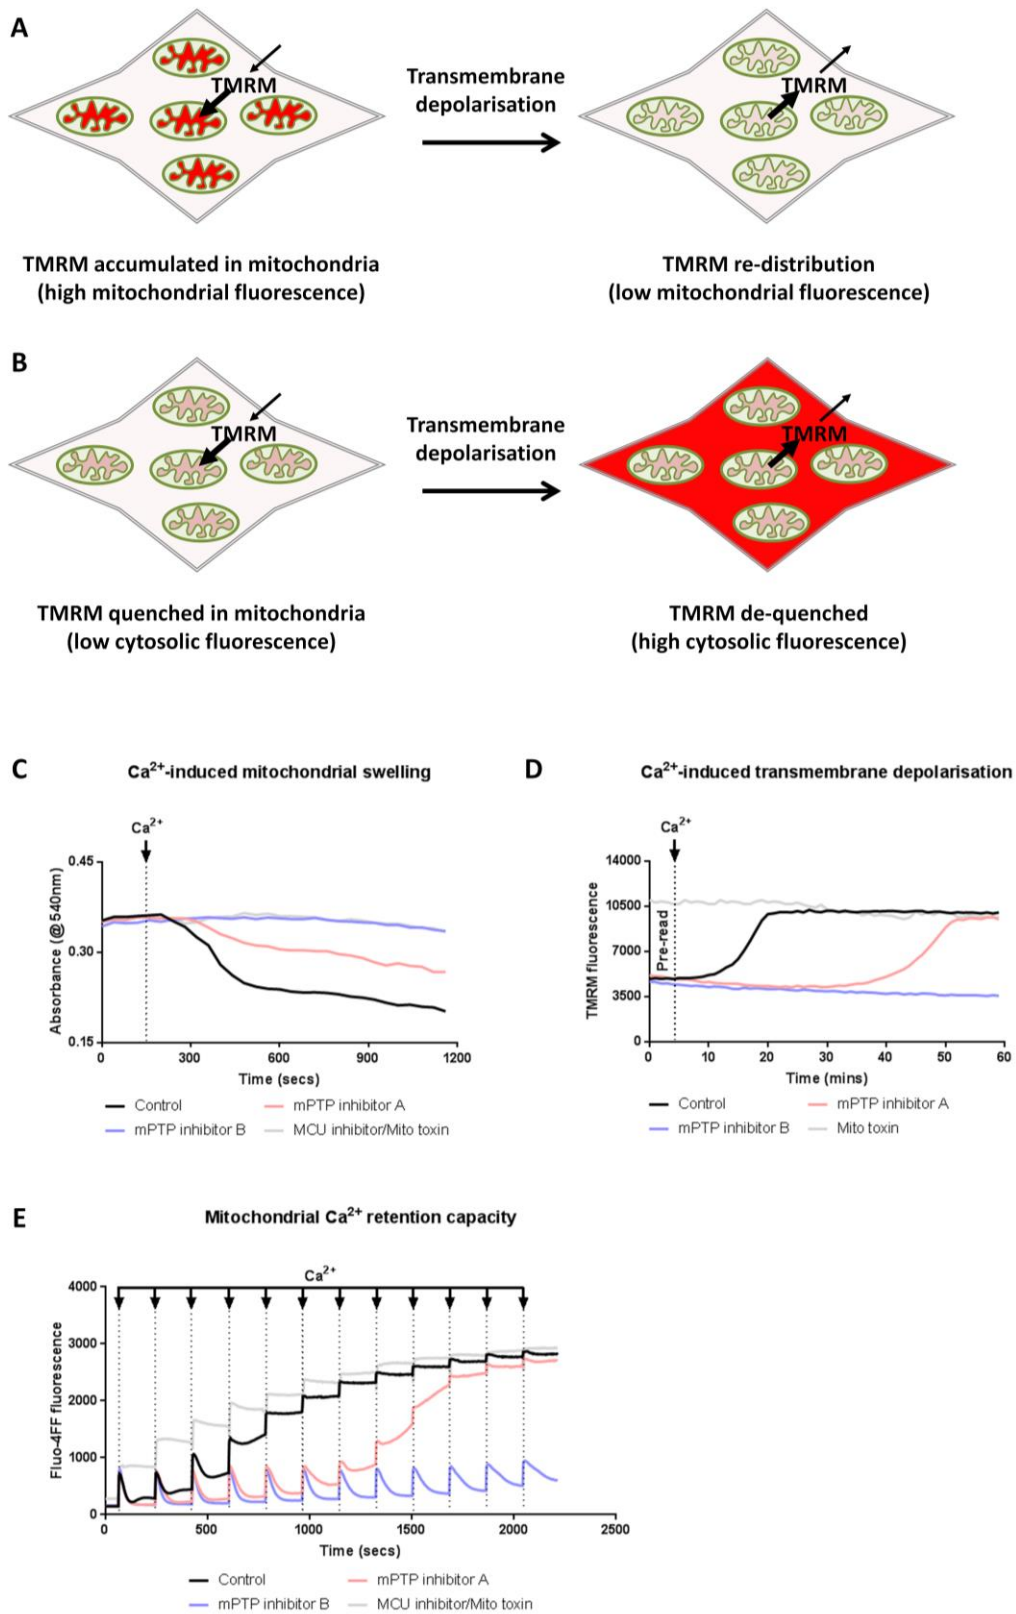 A
TMRM
Transmembrane
depolarisation
TMRM
TMRM accumulated in mitochondria
(high mitochondrial fluorescence)
TMRM re-distribution
(low mitochondrial fluorescence)
B
TMRM
Transmembrane
depolarisation
TMRM
TMRM quenched in mitochondria
(low cytosolic fluorescence)
TMRM de-quenched
(high cytosolic fluorescence)
C
Ca²⁺-induced mitochondrial swelling
Ca²⁺
Absorbance (@540nm)
0.45
0.30
0.15
0 300 600 900 1200
Time (secs)
Control
mPTP inhibitor A
mPTP inhibitor B
MCU inhibitor/Mito toxin
D
Ca²⁺-induced transmembrane depolarisation
Ca²⁺
TMRM fluorescence
14000
10500
7000
3500
0
Pre-read
0 10 20 30 40 50 60
Time (mins)
Control
mPTP inhibitor A
mPTP inhibitor B
Mito toxin
E
Mitochondrial Ca²⁺ retention capacity
Ca²⁺
Fluo-4FF fluorescence
4000
3000
2000
1000
0
0 500 1000 1500 2000 2500
Time (secs)
Control
mPTP inhibitor A
mPTP inhibitor B
MCU inhibitor/Mito toxin